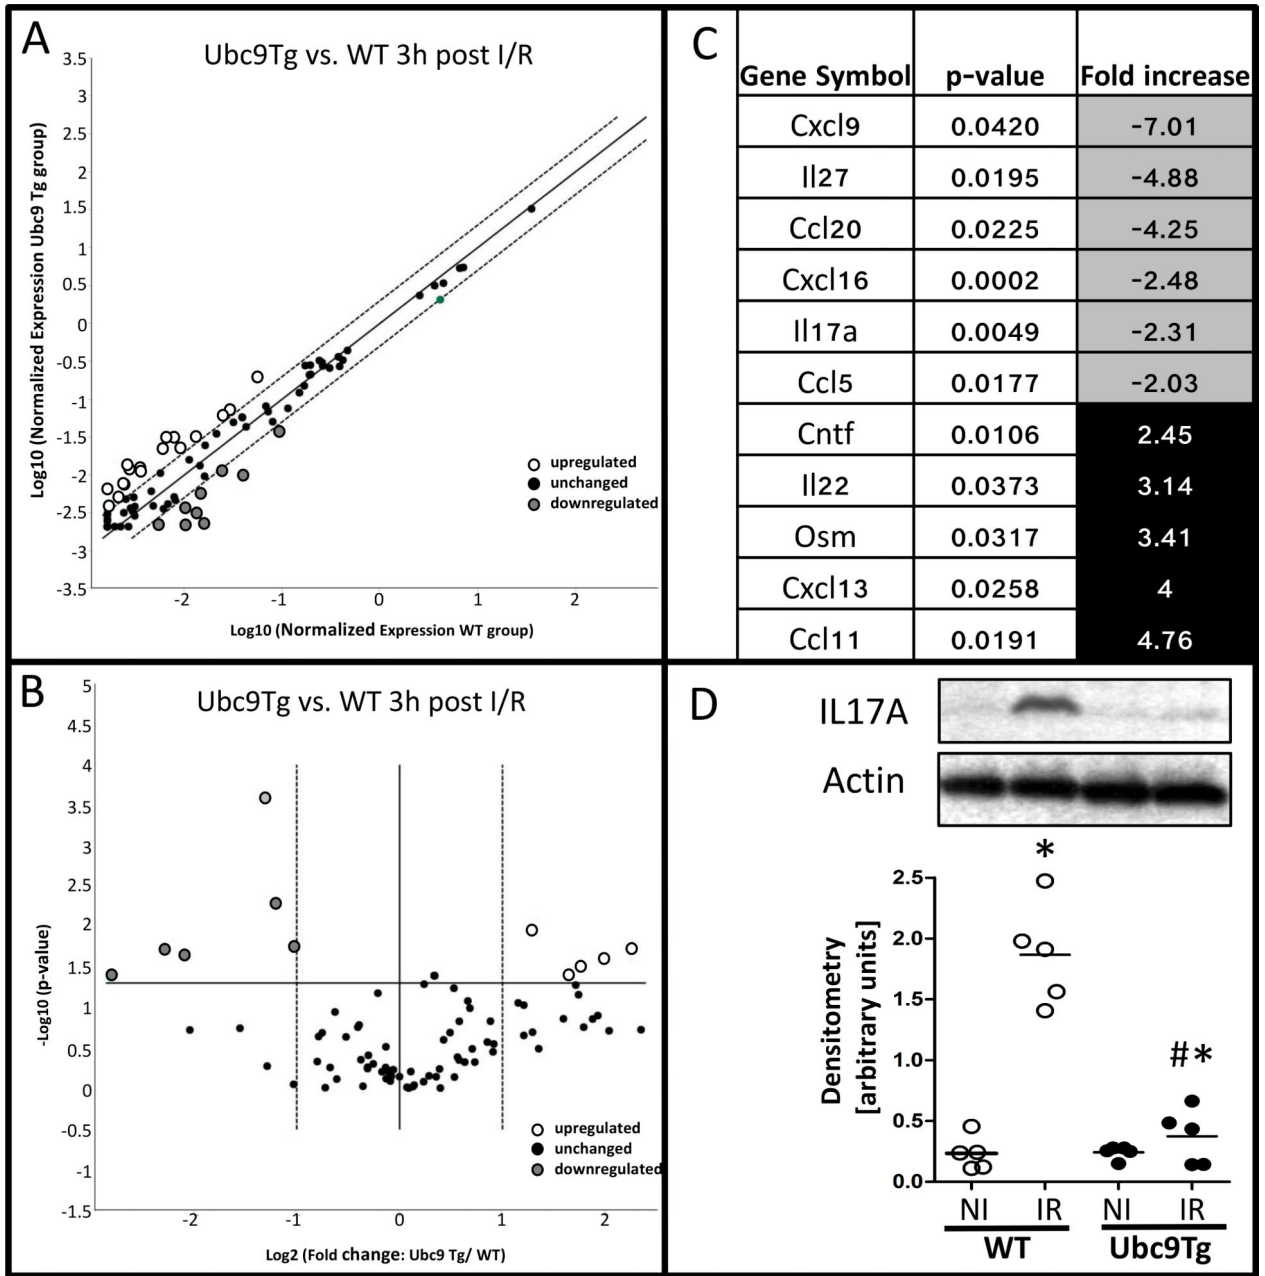 A
Ubc9Tg vs. WT 3h post I/R
Log10 (Normalized Expression Ubc9 Tg group)
3.5
3
2.5
2
1.5
1
0.5
0
-0.5
-1
-1.5
-2
-2.5
-3
-3.5
upregulated
unchanged
downregulated
-2 -1 0 1 2
Log10 (Normalized Expression WT group)
B
Ubc9Tg vs. WT 3h post I/R
-Log10 (p-value)
5
4.5
4
3.5
3
2.5
2
1.5
1
0.5
0
-0.5
-1
-1.5
upregulated
unchanged
downregulated
-2 -1 0 1 2
Log2 (Fold change: Ubc9 Tg/ WT)
C
Gene Symbol p-value Fold increase
Cxcl9 0.0420 -7.01
Il27 0.0195 -4.88
Ccl20 0.0225 -4.25
Cxcl16 0.0002 -2.48
Il17a 0.0049 -2.31
Ccl5 0.0177 -2.03
Cntf 0.0106 2.45
Il22 0.0373 3.14
Osm 0.0317 3.41
Cxcl13 0.0258 4
Ccl11 0.0191 4.76
D
IL17A
Actin
Densitometry
[arbitrary units]
2.5
2.0
1.5
1.0
0.5
0.0
*
#*
NI IR NI IR
WT Ubc9Tg